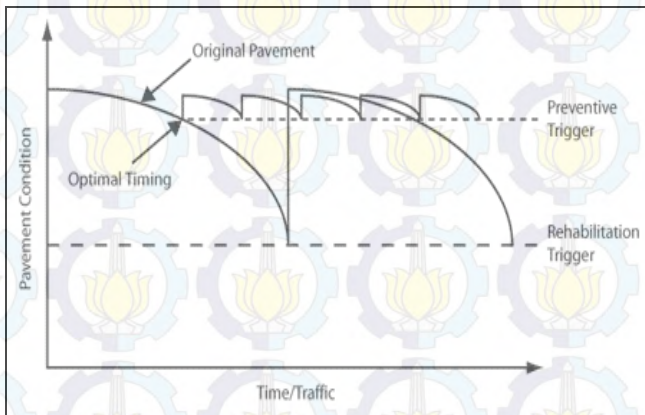 Original Pavement
Preventive
Trigger
Optimal Timing
Rehabilitation
Trigger
Pavement Condition
Time/Traffic